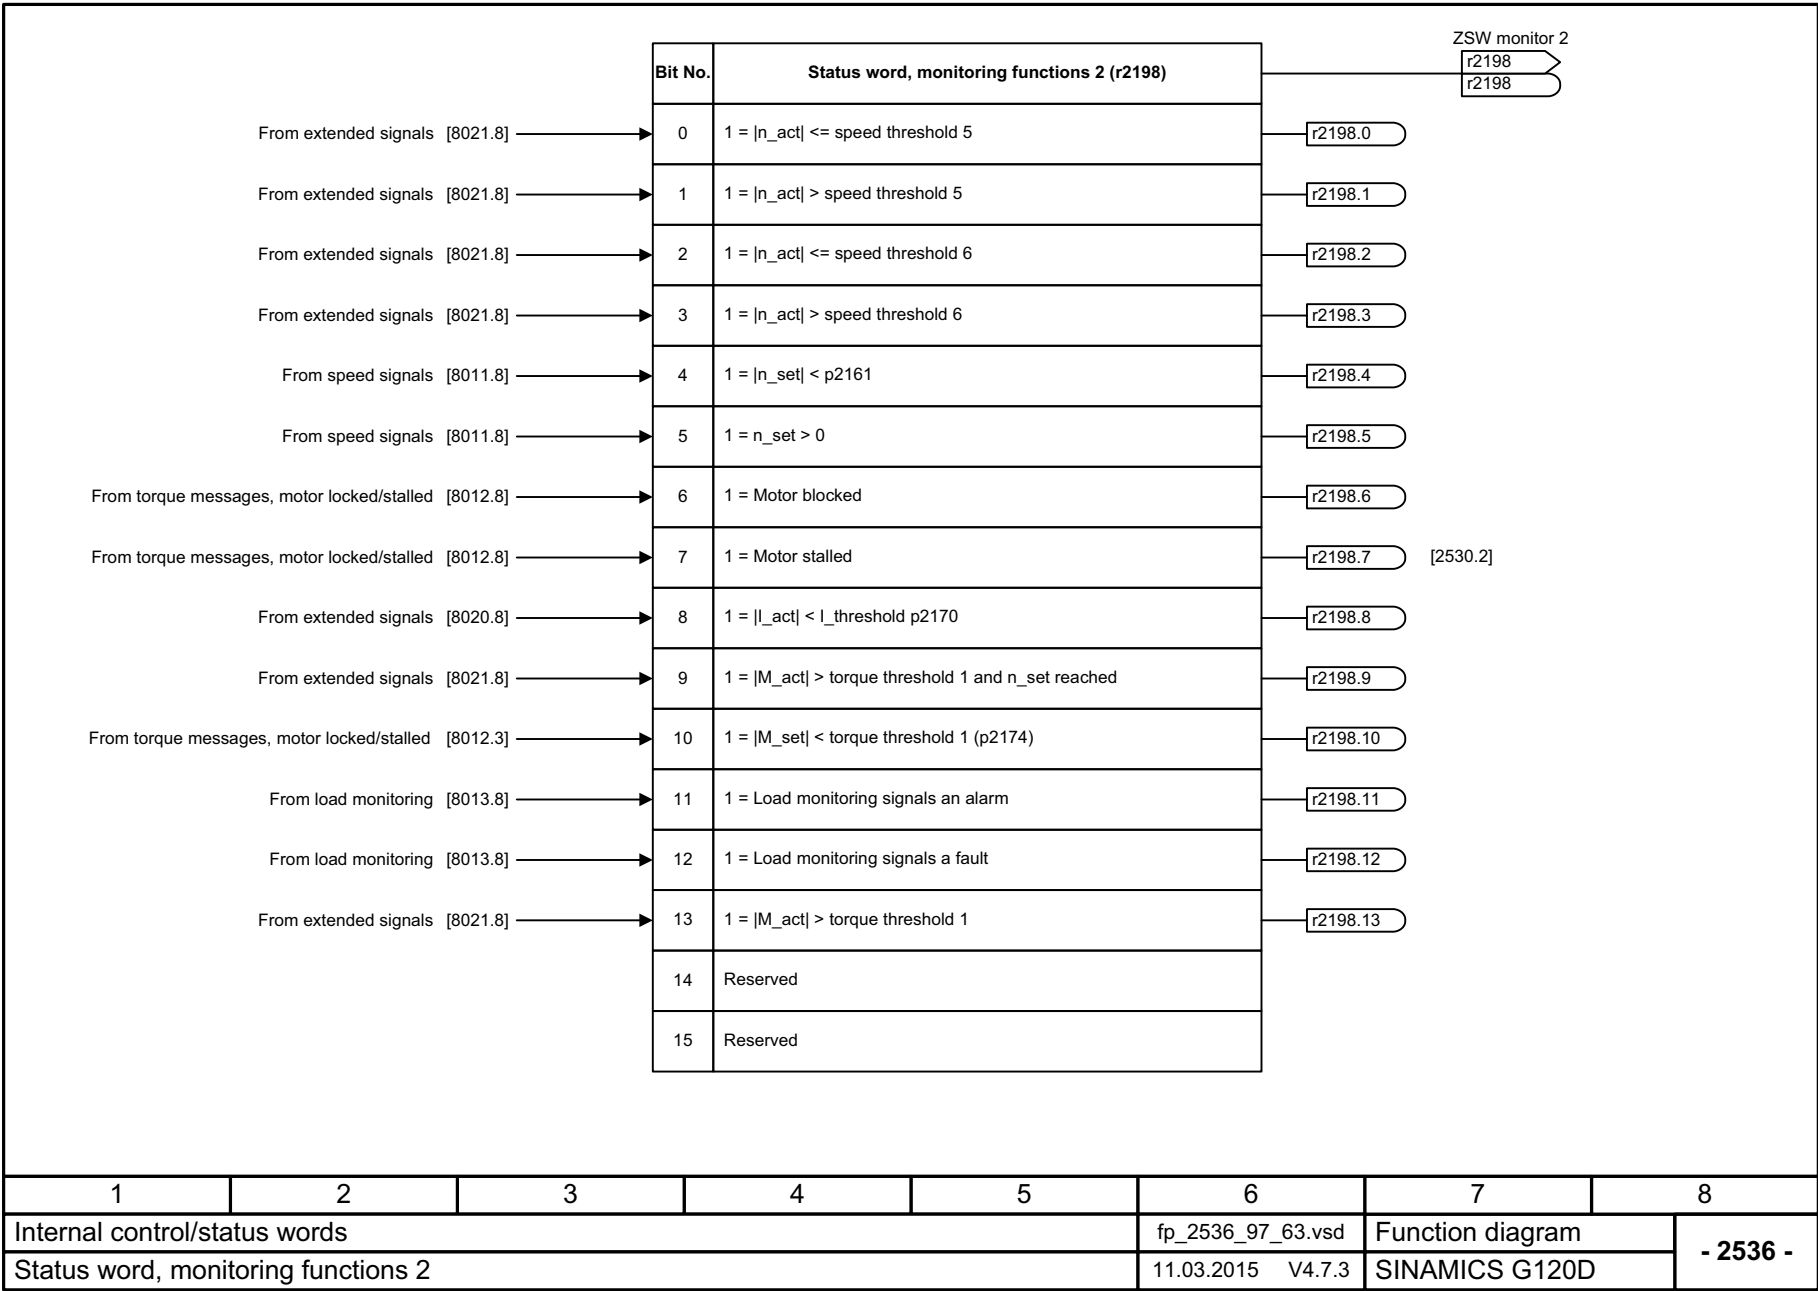 ZSW monitor 2
Bit No. Status word, monitoring functions 2 (r2198) r2198
r2198
From extended signals [8021.8] 0 1 = |n_act| <= speed threshold 5 r2198.0
From extended signals [8021.8] 1 1 = |n_act| > speed threshold 5 r2198.1
From extended signals [8021.8] 2 1 = |n_act| <= speed threshold 6 r2198.2
From extended signals [8021.8] 3 1 = |n_act| > speed threshold 6 r2198.3
From speed signals [8011.8] 4 1 = |n_set| < p2161 r2198.4
From speed signals [8011.8] 5 1 = n_set > 0 r2198.5
From torque messages, motor locked/stalled [8012.8] 6 1 = Motor blocked r2198.6
From torque messages, motor locked/stalled [8012.8] 7 1 = Motor stalled r2198.7 [2530.2]
From extended signals [8020.8] 8 1 = |I_act| < I_threshold p2170 r2198.8
From extended signals [8021.8] 9 1 = |M_act| > torque threshold 1 and n_set reached r2198.9
From torque messages, motor locked/stalled [8012.3] 10 1 = |M_set| < torque threshold 1 (p2174) r2198.10
From load monitoring [8013.8] 11 1 = Load monitoring signals an alarm r2198.11
From load monitoring [8013.8] 12 1 = Load monitoring signals a fault r2198.12
From extended signals [8021.8] 13 1 = |M_act| > torque threshold 1 r2198.13
14 Reserved
15 Reserved
1 2 3 4 5 6 7 8
Internal control/status words fp_2536_97_63.vsd Function diagram - 2536 -
Status word, monitoring functions 2 11.03.2015 V4.7.3 SINAMICS G120D